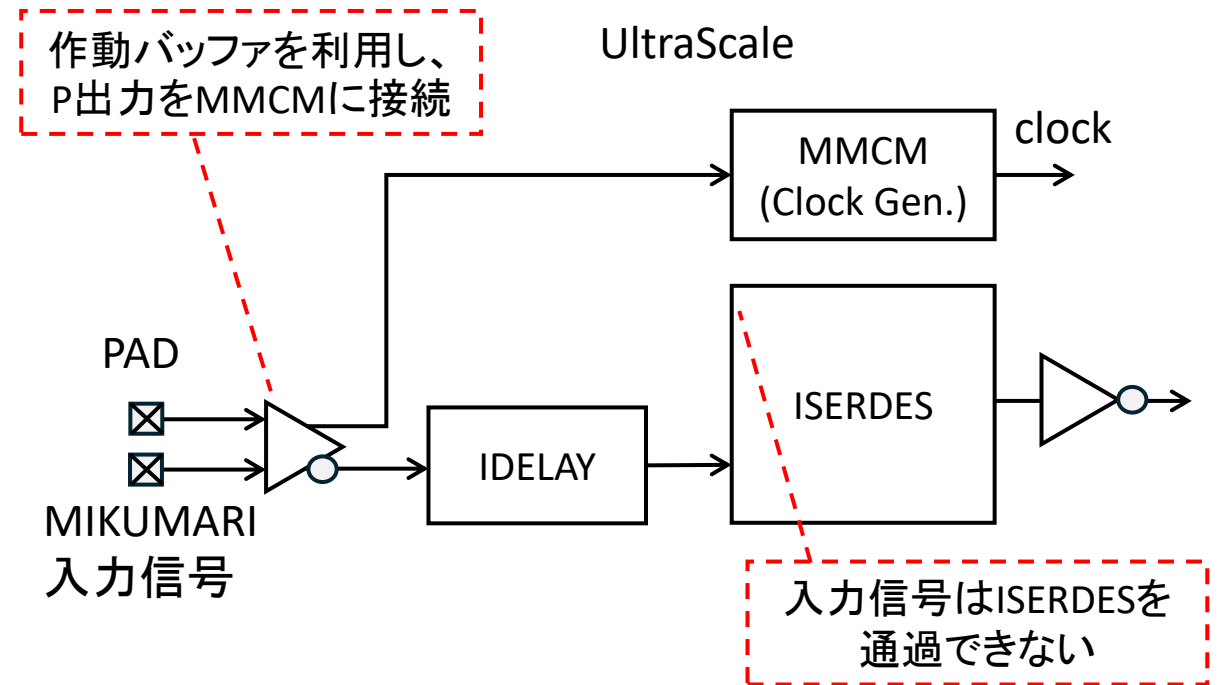 作動バッファを利用し、
P出力をMMCMに接続
UltraScale
MMCM
(Clock Gen.)
clock
PAD
ISERDES
IDELAY
MIKUMARI
入力信号
入力信号はISERDESを
通過できない